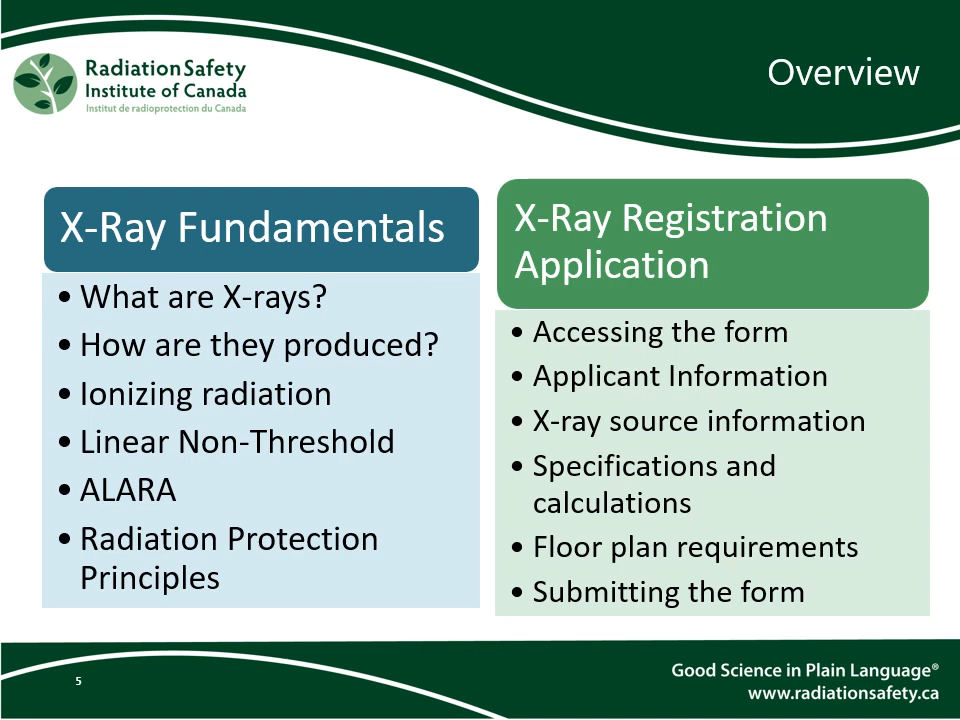 Radiation Safety
Institute of Canada
Institut de radioprotection du Canada
Overview
X-Ray Fundamentals
• What are X-rays?
• How are they produced?
• Ionizing radiation
• Linear Non-Threshold
• ALARA
• Radiation Protection
Principles
X-Ray Registration
Application
• Accessing the form
• Applicant Information
• X-ray source information
• Specifications and
calculations
• Floor plan requirements
• Submitting the form
5
Good Science in Plain Language®
www.radiationsafety.ca